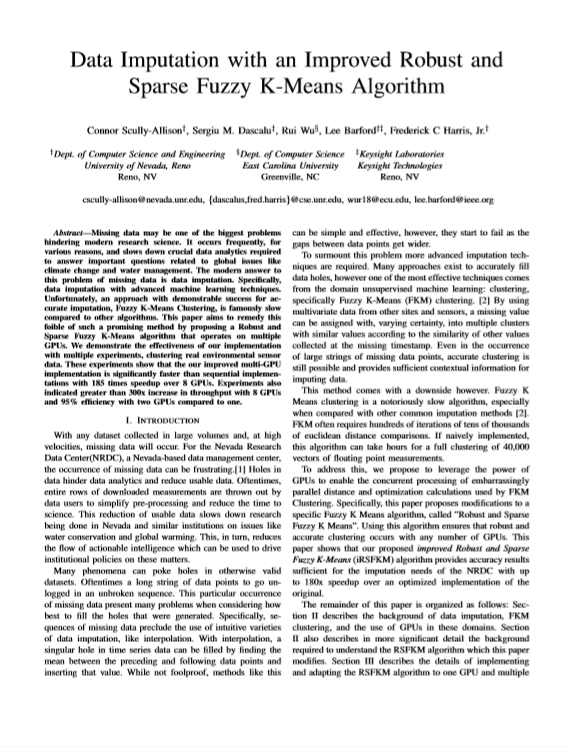 Data Imputation with an Improved Robust and
Sparse Fuzzy K-Means Algorithm
Connor Scully-Allison†, Sergiu M. Dascalu†, Rui Wu§, Lee Barford†‡, Frederick C Harris, Jr.†
†Dept. of Computer Science and Engineering
University of Nevada, Reno
Reno, NV
§Dept. of Computer Science
East Carolina University
Greenville, NC
‡Keysight Laboratories
Keysight Technologies
Reno, NV
cscully-allison@nevada.unr.edu, {dascalus,fred.harris}@cse.unr.edu, wur18@ecu.edu, lee.barford@ieee.org
Abstract—Missing data may be one of the biggest problems
hindering modern research science. It occurs frequently, for
various reasons, and slows down crucial data analytics required
to answer important questions related to global issues like
climate change and water management. The modern answer to
this problem of missing data is data imputation. Specifically,
data imputation with advanced machine learning techniques.
Unfortunately, an approach with demonstrable success for ac-
curate imputation, Fuzzy K-Means Clustering, is famously slow
compared to other algorithms. This paper aims to remedy this
foible of such a promising method by proposing a Robust and
Sparse Fuzzy K-Means algorithm that operates on multiple
GPUs. We demonstrate the effectiveness of our implementation
with multiple experiments, clustering real environmental sensor
data. These experiments show that the our improved multi-GPU
implementation is significantly faster than sequential implemen-
tations with 185 times speedup over 8 GPUs. Experiments also
indicated greater than 300x increase in throughput with 8 GPUs
and 95% efficiency with two GPUs compared to one.
I. INTRODUCTION
With any dataset collected in large volumes and, at high
velocities, missing data will occur. For the Nevada Research
Data Center(NRDC), a Nevada-based data management center,
the occurrence of missing data can be frustrating.[1] Holes in
data hinder data analytics and reduce usable data. Oftentimes,
entire rows of downloaded measurements are thrown out by
data users to simplify pre-processing and reduce the time to
science. This reduction of usable data slows down research
being done in Nevada and similar institutions on issues like
water conservation and global warming. This, in turn, reduces
the flow of actionable intelligence which can be used to drive
institutional policies on these matters.
Many phenomena can poke holes in otherwise valid
datasets. Oftentimes a long string of data points to go un-
logged in an unbroken sequence. This particular occurrence
of missing data present many problems when considering how
best to fill the holes that were generated. Specifically, se-
quences of missing data preclude the use of intuitive varieties
of data imputation, like interpolation. With interpolation, a
singular hole in time series data can be filled by finding the
mean between the preceding and following data points and
inserting that value. While not foolproof, methods like this
can be simple and effective, however, they start to fail as the
gaps between data points get wider.
To surmount this problem more advanced imputation tech-
niques are required. Many approaches exist to accurately fill
data holes, however one of the most effective techniques comes
from the domain unsupervised machine learning: clustering,
specifically Fuzzy K-Means (FKM) clustering. [2] By using
multivariate data from other sites and sensors, a missing value
can be assigned with, varying certainty, into multiple clusters
with similar values according to the similarity of other values
collected at the missing timestamp. Even in the occurrence
of large strings of missing data points, accurate clustering is
still possible and provides sufficient contextual information for
imputing data.
This method comes with a downside however. Fuzzy K
Means clustering is a notoriously slow algorithm, especially
when compared with other common imputation methods [2].
FKM often requires hundreds of iterations of tens of thousands
of euclidean distance comparisons. If naively implemented,
this algorithm can take hours for a full clustering of 40,000
vectors of floating point measurements.
To address this, we propose to leverage the power of
GPUs to enable the concurrent processing of embarrassingly
parallel distance and optimization calculations used by FKM
Clustering. Specifically, this paper proposes modifications to a
specific Fuzzy K Means algorithm, called "Robust and Sparse
Fuzzy K Means". Using this algorithm ensures that robust and
accurate clustering occurs with any number of GPUs. This
paper shows that our proposed improved Robust and Sparse
Fuzzy K-Means (iRSFKM) algorithm provides accuracy results
sufficient for the imputation needs of the NRDC with up
to 180x speedup over an optimized implementation of the
original.
The remainder of this paper is organized as follows: Sec-
tion II describes the background of data imputation, FKM
clustering, and the use of GPUs in these domains. Section
II also describes in more significant detail the background
required to understand the RSFKM algorithm which this paper
modifies. Section III describes the details of implementing
and adapting the RSFKM algorithm to one GPU and multiple